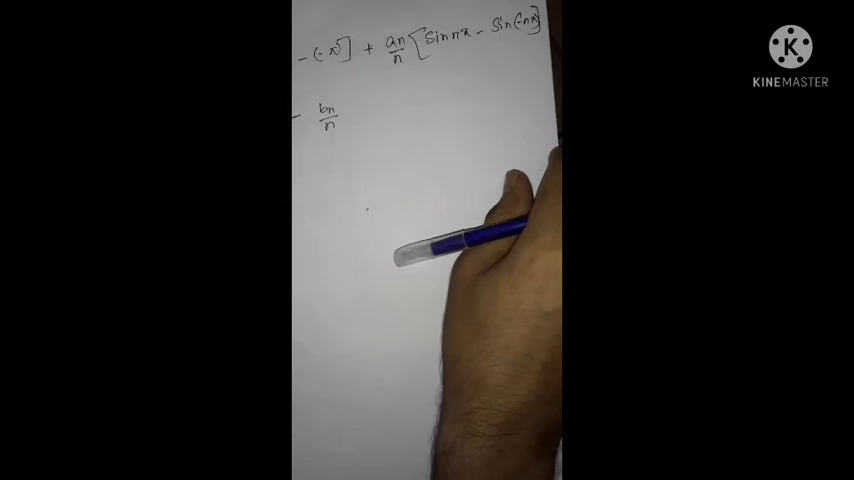 - (-π)] + an/n [sin nπ - sin(-nπ)]
- bn/n
K
KINEMASTER